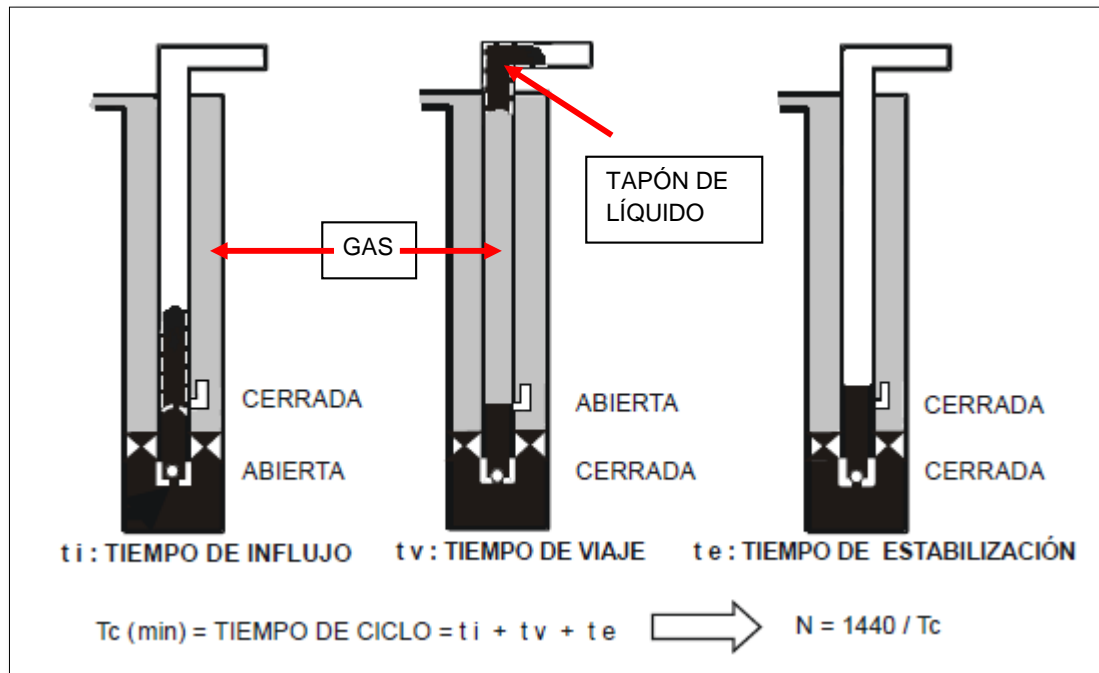 TAPÓN DE
LÍQUIDO
GAS
CERRADA
ABIERTA
ABIERTA
CERRADA
CERRADA
CERRADA
t i : TIEMPO DE INFLUJO
t v : TIEMPO DE VIAJE
t e : TIEMPO DE ESTABILIZACIÓN
Tc (min) = TIEMPO DE CICLO = t i + t v + t e
N = 1440 / Tc